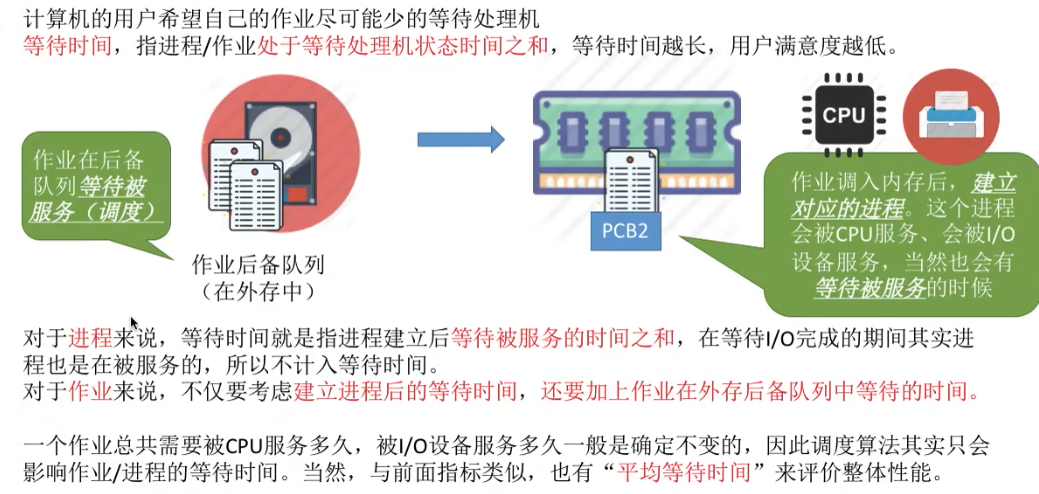 计算机的用户希望自己的作业尽可能少的等待处理机
等待时间，指进程/作业处于等待处理机状态时间之和，等待时间越长，用户满意度越低。
作业在后备
队列等待被
服务（调度）
作业后备队列
（在外存中）
PCB2
CPU
作业调入内存后，建立
对应的进程。这个进程
会被CPU服务、会被I/O
设备服务，当然也会有
等待被服务的时候
对于进程来说，等待时间就是指进程建立后等待被服务的时间之和，在等待I/O完成的期间其实进
程也是在被服务的，所以不计入等待时间。
对于作业来说，不仅要考虑建立进程后的等待时间，还要加上作业在外存后备队列中等待的时间。
一个作业总共需要被CPU服务多久，被I/O设备服务多久一般是确定不变的，因此调度算法其实只会
影响作业/进程的等待时间。当然，与前面指标类似，也有“平均等待时间”来评价整体性能。